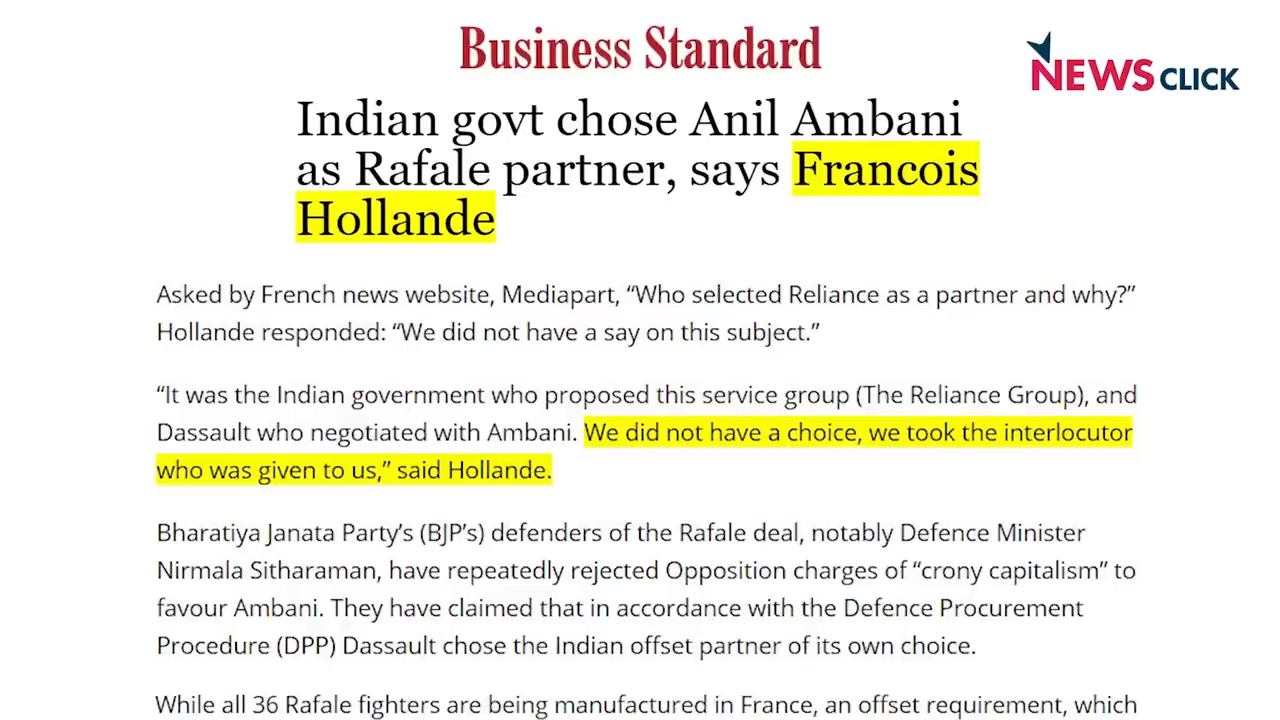 Business Standard
NEWSCLICK
Indian govt chose Anil Ambani
as Rafale partner, says Francois
Hollande
Asked by French news website, Mediapart, “Who selected Reliance as a partner and why?”
Hollande responded: “We did not have a say on this subject.”
“It was the Indian government who proposed this service group (The Reliance Group), and
Dassault who negotiated with Ambani. We did not have a choice, we took the interlocutor
who was given to us,” said Hollande.
Bharatiya Janata Party’s (BJP’s) defenders of the Rafale deal, notably Defence Minister
Nirmala Sitharaman, have repeatedly rejected Opposition charges of “crony capitalism” to
favour Ambani. They have claimed that in accordance with the Defence Procurement
Procedure (DPP) Dassault chose the Indian offset partner of its own choice.
While all 36 Rafale fighters are being manufactured in France, an offset requirement, which